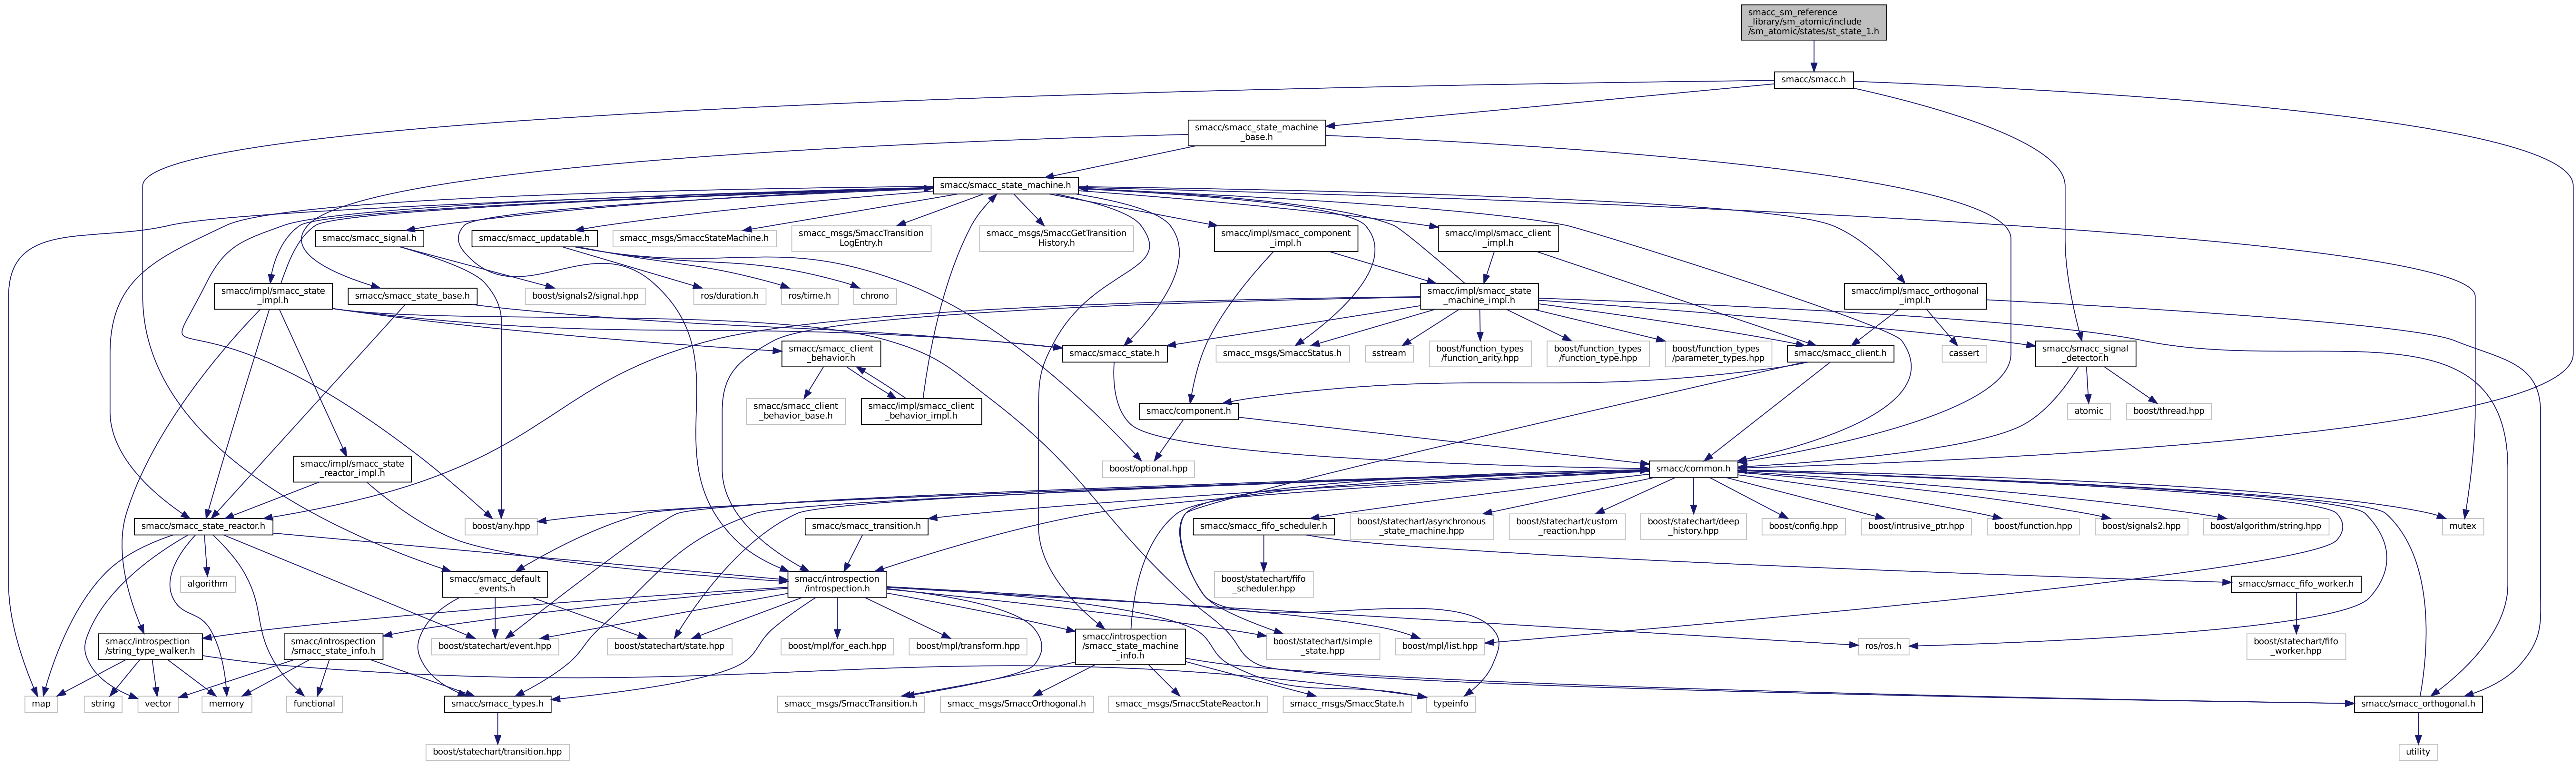 smacc_sm_reference
_library/sm_atomic/include
/sm_atomic/states/st_state_1.h
smacc/smacc.h
smacc/smacc_state_machine
_base.h
smacc/smacc_state_machine.h
smacc/smacc_signal.h
smacc/smacc_updatable.h
smacc_msgs/SmaccStateMachine.h
smacc_msgs/SmaccTransition
LogEntry.h
smacc_msgs/SmaccGetTransition
History.h
smacc/impl/smacc_component
_impl.h
smacc/impl/smacc_client
_impl.h
smacc/impl/smacc_state
_impl.h
smacc/smacc_state_base.h
boost/signals2/signal.hpp
ros/duration.h
ros/time.h
chrono
smacc/impl/smacc_state
_machine_impl.h
smacc/impl/smacc_orthogonal
_impl.h
smacc/smacc_client
_behavior.h
smacc/smacc_state.h
smacc_msgs/SmaccStatus.h
sstream
boost/function_types
/function_arity.hpp
boost/function_types
/function_type.hpp
boost/function_types
/parameter_types.hpp
smacc/smacc_client.h
cassert
smacc/smacc_signal
_detector.h
smacc/smacc_client
_behavior_base.h
smacc/impl/smacc_client
_behavior_impl.h
smacc/component.h
atomic
boost/thread.hpp
smacc/impl/smacc_state
_reactor_impl.h
boost/optional.hpp
smacc/common.h
smacc/smacc_state_reactor.h
boost/any.hpp
smacc/smacc_transition.h
smacc/smacc_fifo_scheduler.h
boost/statechart/asynchronous
_state_machine.hpp
boost/statechart/custom
_reaction.hpp
boost/statechart/deep
_history.hpp
boost/config.hpp
boost/intrusive_ptr.hpp
boost/function.hpp
boost/signals2.hpp
boost/algorithm/string.hpp
mutex
algorithm
smacc/smacc_default
_events.h
smacc/introspection
/introspection.h
boost/statechart/fifo
_scheduler.hpp
smacc/smacc_fifo_worker.h
smacc/introspection
/string_type_walker.h
smacc/introspection
/smacc_state_info.h
boost/statechart/event.hpp
boost/statechart/state.hpp
boost/mpl/for_each.hpp
boost/mpl/transform.hpp
smacc/introspection
/smacc_state_machine
_info.h
boost/statechart/simple
_state.hpp
boost/mpl/list.hpp
ros/ros.h
boost/statechart/fifo
_worker.hpp
map
string
vector
memory
functional
smacc/smacc_types.h
smacc_msgs/SmaccTransition.h
smacc_msgs/SmaccOrthogonal.h
smacc_msgs/SmaccStateReactor.h
smacc_msgs/SmaccState.h
typeinfo
smacc/smacc_orthogonal.h
boost/statechart/transition.hpp
utility